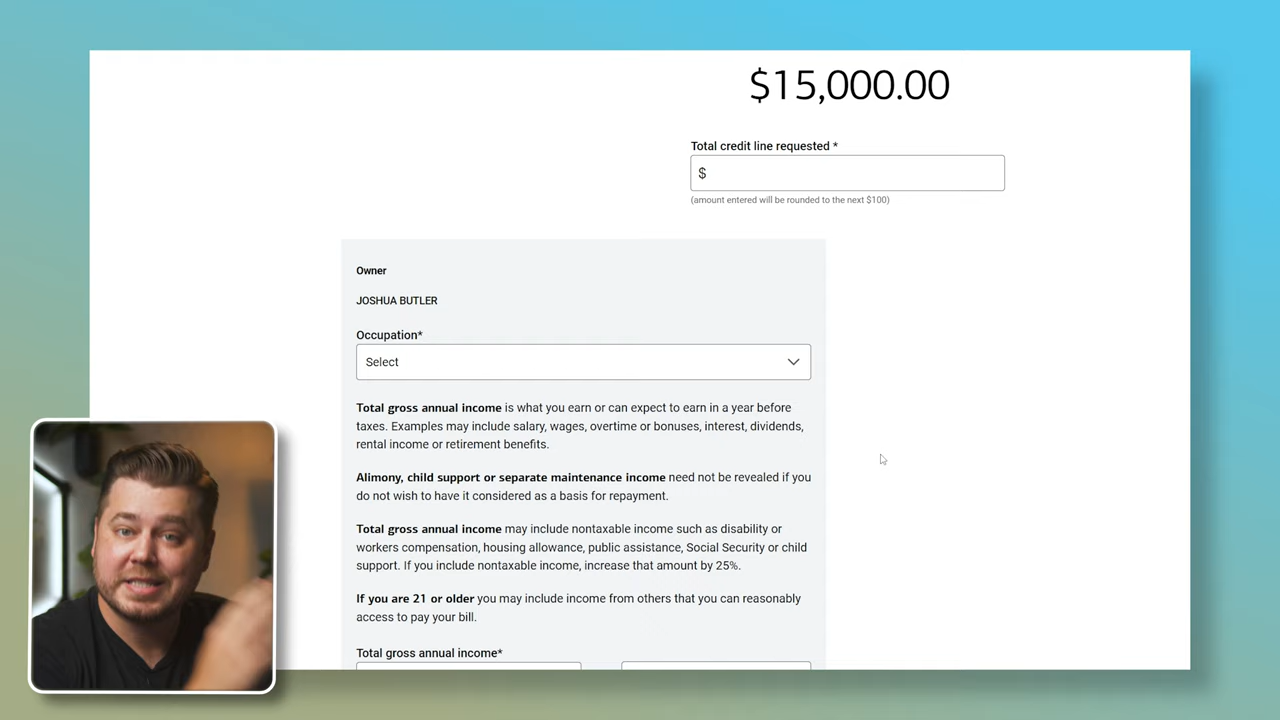 $15,000.00
Total credit line requested *
$
(amount entered will be rounded to the next $100)
Owner
JOSHUA BUTLER
Occupation*
Select
Total gross annual income is what you earn or can expect to earn in a year before
taxes. Examples may include salary, wages, overtime or bonuses, interest, dividends,
rental income or retirement benefits.
Alimony, child support or separate maintenance income need not be revealed if you
do not wish to have it considered as a basis for repayment.
Total gross annual income may include nontaxable income such as disability or
workers compensation, housing allowance, public assistance, Social Security or child
support. If you include nontaxable income, increase that amount by 25%.
If you are 21 or older you may include income from others that you can reasonably
access to pay your bill.
Total gross annual income*